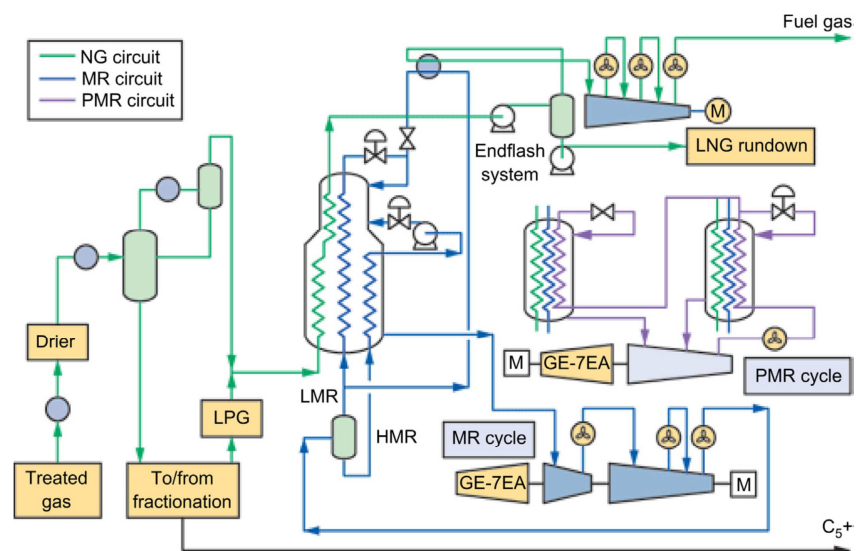 Fuel gas
NG circuit
MR circuit
PMR circuit
M
Endflash
system
LNG rundown
Drier
LPG
LMR
HMR
Treated
gas
To/from
fractionation
M
GE-7EA
PMR cycle
MR cycle
GE-7EA
M
C₅+